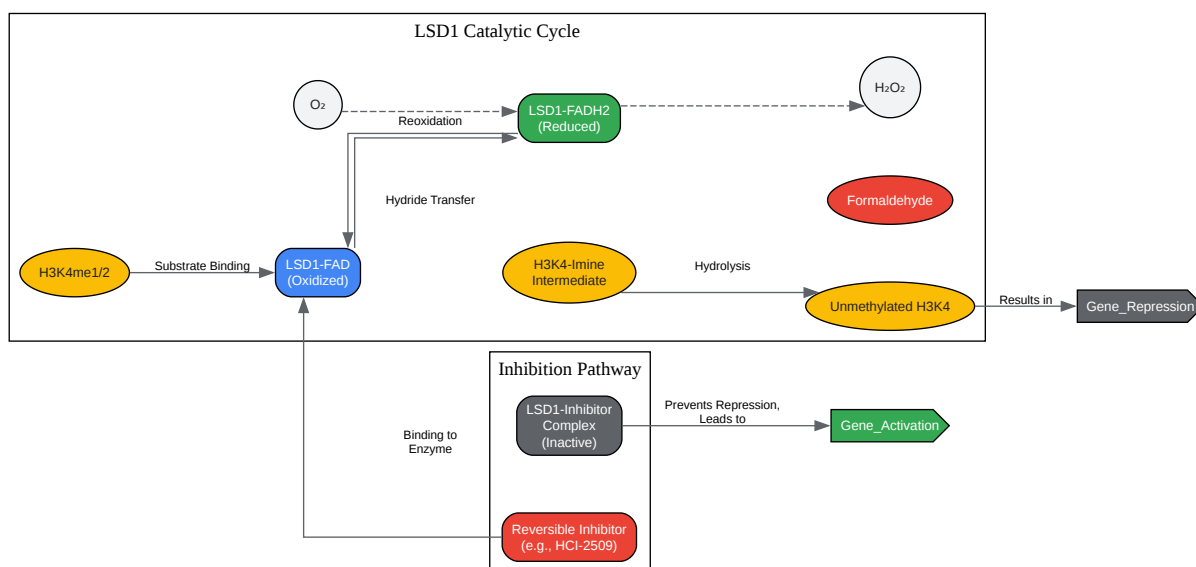 LSD1 Catalytic Cycle
O₂
Reoxidation
LSD1-FADH2
(Reduced)
H₂O₂
Hydride Transfer
Formaldehyde
H3K4me1/2
Substrate Binding
LSD1-FAD
(Oxidized)
H3K4-Imine
Intermediate
Hydrolysis
Unmethylated H3K4
Results in
Gene_Repression
Inhibition Pathway
LSD1-Inhibitor
Complex
(Inactive)
Prevents Repression,
Leads to
Gene_Activation
Binding to
Enzyme
Reversible Inhibitor
(e.g., HCI-2509)